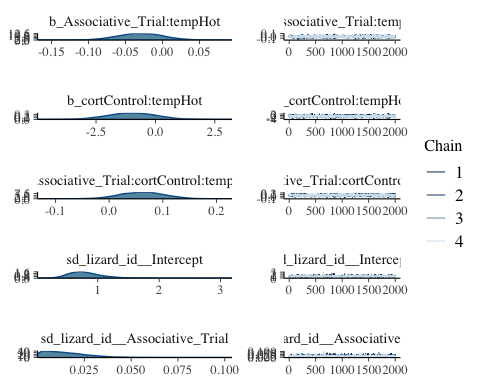 b_Associative_Trial:tempHot
ssociative_Trial:temp
-0.15 -0.10 -0.05 0.00 0.05
0 500 1000 1500 2000
b_cortControl:tempHot
_cortControl:tempHo
-2.5 0.0 2.5
0 500 1000 1500 2000
Chain
1
2
3
4
ssociative_Trial:cortControl:temp
tive_Trial:cortContro
-0.1 0.0 0.1 0.2
0 500 1000 1500 2000
sd_lizard_id__Intercept
l_lizard_id__Intercep
1 2 3
0 500 1000 1500 2000
sd_lizard_id__Associative_Trial
ard_id__Associative
0.025 0.050 0.075 0.100
0 500 1000 1500 2000